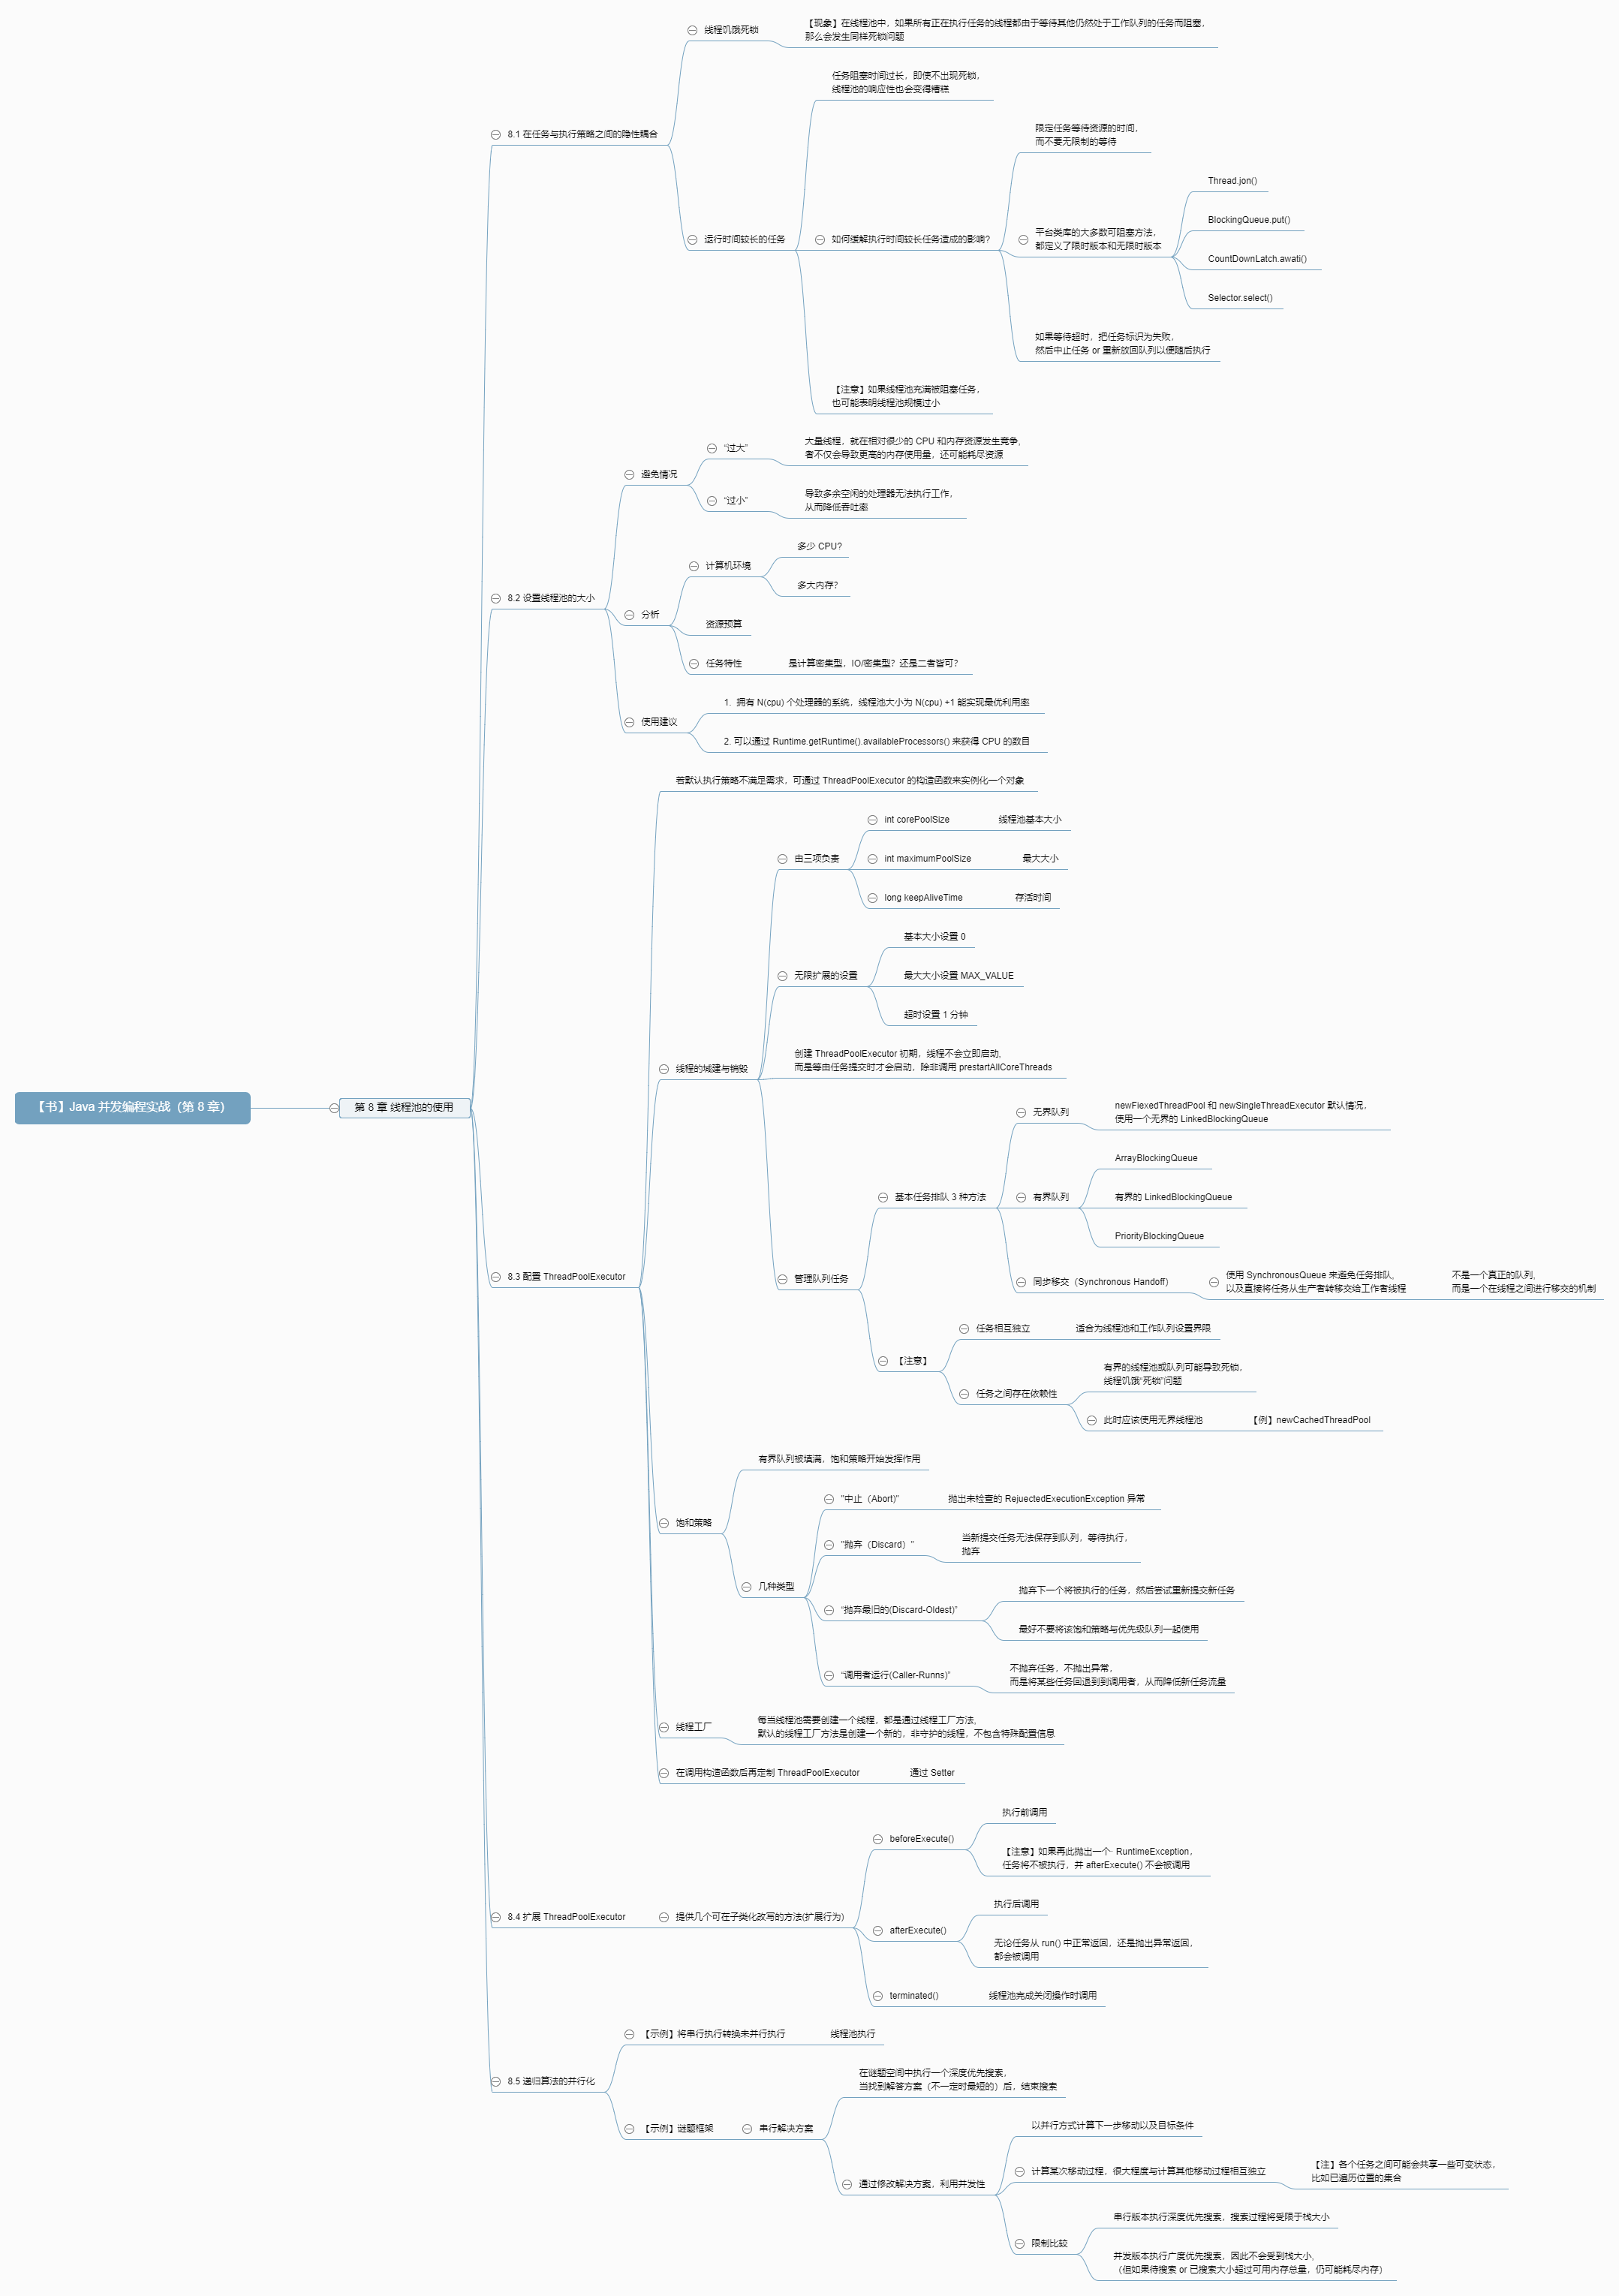 【书】Java 并发编程实战（第 8 章）
第 8 章 线程池的使用
8.1 在任务与执行策略之间的隐性耦合
线程饥饿死锁
【现象】在线程池中，如果所有正在执行任务的线程都由于等待其他仍然处于工作队列的任务而阻塞，
那么会发生同样死锁问题
运行时间较长的任务
任务阻塞时间过长，即使不出现死锁，
线程池的响应性也会变得糟糕
如何缓解执行时间较长任务造成的影响？
限定任务等待资源的时间，
而不要无限制的等待
平台类库的大多数可阻塞方法，
都定义了限时版本和无限时版本
Thread.jon()
BlockingQueue.put()
CountDownLatch.awati()
Selector.select()
如果等待超时，把任务标识为失败，
然后中止任务 or 重新放回队列以便随后执行
【注意】如果线程池充满被阻塞任务，
也可能表明线程池规模过小
8.2 设置线程池的大小
避免情况
“过大”
大量线程，就在相对很少的 CPU 和内存资源发生竞争，
者不仅会导致更高的内存使用量，还可能耗尽资源
“过小”
导致多余空闲的处理器无法执行工作，
从而降低吞吐率
分析
计算机环境
多少 CPU？
多大内存？
资源预算
任务特性
是计算密集型，IO/密集型？还是二者皆可？
使用建议
1. 拥有 N(cpu) 个处理器的系统，线程池大小为 N(cpu) +1 能实现最优利用率
2. 可以通过 Runtime.getRuntime().availableProcessors() 来获得 CPU 的数目
8.3 配置 ThreadPoolExecutor
若默认执行策略不满足需求，可通过 ThreadPoolExecutor 的构造函数来实例化一个对象
线程的城建与销毁
由三项负责
int corePoolSize
线程池基本大小
int maximumPoolSize
最大大小
long keepAliveTime
存活时间
无限扩展的设置
基本大小设置 0
最大大小设置 MAX_VALUE
超时设置 1 分钟
创建 ThreadPoolExecutor 初期，线程不会立即启动，
而是等由任务提交时才会启动，除非调用 prestartAllCoreThreads
管理队列任务
基本任务排队 3 种方法
无界队列
newFiexedThreadPool 和 newSingleThreadExecutor 默认情况，
使用一个无界的 LinkedBlockingQueue
有界队列
ArrayBlockingQueue
有界的 LinkedBlockingQueue
PriorityBlockingQueue
同步移交（Synchronous Handoff）
使用 SynchronousQueue 来避免任务排队，
以及直接将任务从生产者转移交给工作者线程
不是一个真正的队列，
而是一个在线程之间进行移交的机制
【注意】
任务相互独立
适合为线程池和工作队列设置界限
任务之间存在依赖性
有界的线程池或队列可能导致死锁，
线程饥饿“死锁”问题
此时应该使用无界线程池
【例】newCachedThreadPool
饱和策略
有界队列被填满，饱和策略开始发挥作用
几种类型
“中止（Abort)”
抛出未检查的 RejuectedExecutionException 异常
“抛弃（Discard）"
当新提交任务无法保存到队列，等待执行，
抛弃
“抛弃最旧的(Discard-Oldest)”
抛弃下一个将被执行的任务，然后尝试重新提交新任务
最好不要将该饱和策略与优先级队列一起使用
“调用者运行(Caller-Runns)”
不抛弃任务，不抛出异常，
而是将某些任务回退到到调用者，从而降低新任务流量
线程工厂
每当线程池需要创建一个线程，都是通过线程工厂方法，
默认的线程工厂方法是创建一个新的，非守护的线程，不包含特殊配置信息
在调用构造函数后再定制 ThreadPoolExecutor
通过 Setter
8.4 扩展 ThreadPoolExecutor
提供几个可在子类化改写的方法(扩展行为)
beforeExecute()
执行前调用
【注意】如果再此抛出一个· RuntimeException，
任务将不被执行，并 afterExecute() 不会被调用
afterExecute()
执行后调用
无论任务从 run() 中正常返回，还是抛出异常返回，
都会被调用
terminated()
线程池完成关闭操作时调用
8.5 递归算法的并行化
【示例】将串行执行转换未并行执行
线程池执行
【示例】谜题框架
串行解决方案
在谜题空间中执行一个深度优先搜索，
当找到解答方案（不一定时最短的）后，结束搜索
通过修改解决方案，利用并发性
以并行方式计算下一步移动以及目标条件
计算某次移动过程，很大程度与计算其他移动过程相互独立
【注】各个任务之间可能会共享一些可变状态，
比如已遍历位置的集合
限制比较
串行版本执行深度优先搜索，搜索过程将受限于栈大小
并发版本执行广度优先搜索，因此不会受到栈大小，
（但如果待搜索 or 已搜索大小超过可用内存总量，仍可能耗尽内存）